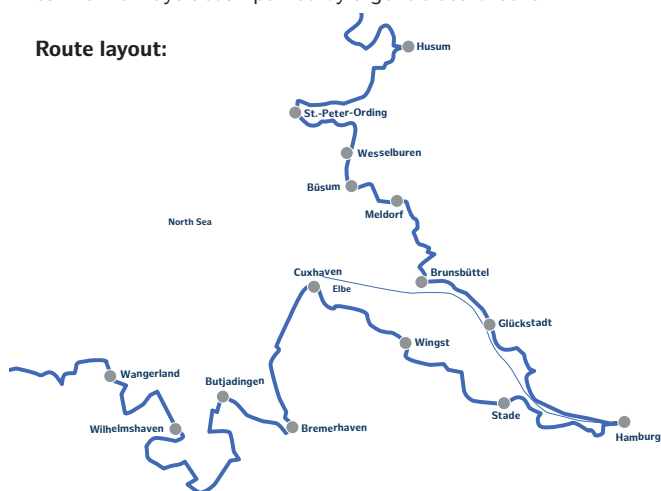 Route layout:
Husum
St.-Peter-Ording
Wesselburen
Büsum
Meldorf
North Sea
Brunsbüttel
Cuxhaven
Elbe
Glückstadt
Wingst
Wangerland
Butjadingen
Wilhelmshaven
Bremerhaven
Stade
Hamburg